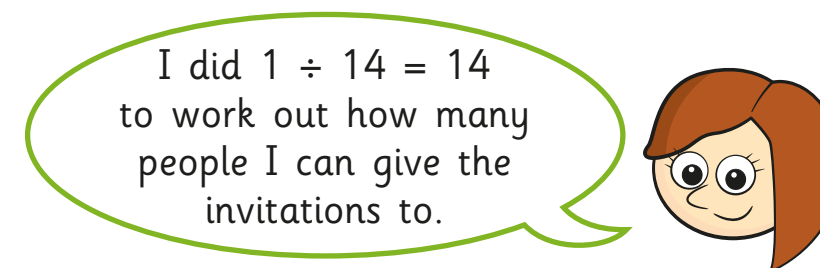 I did 1 ÷ 14 = 14
to work out how many
people I can give the
invitations to.